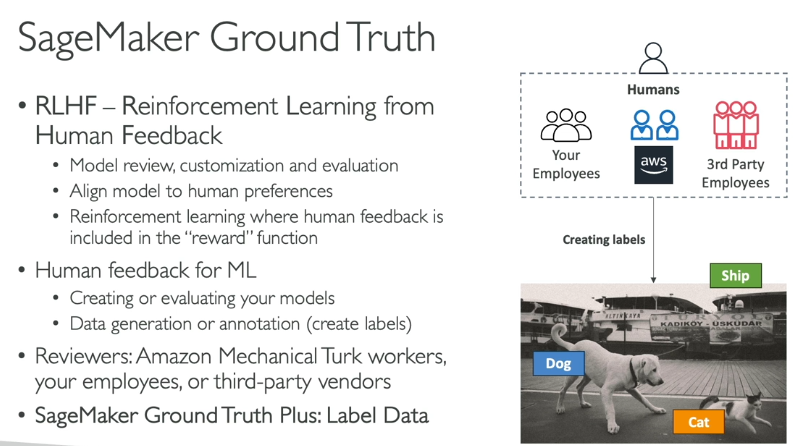 SageMaker Ground Truth
• RLHF – Reinforcement Learning from
Human Feedback
• Model review, customization and evaluation
• Align model to human preferences
• Reinforcement learning where human feedback is
included in the “reward” function
• Human feedback for ML
• Creating or evaluating your models
• Data generation or annotation (create labels)
• Reviewers: Amazon Mechanical Turk workers,
your employees, or third-party vendors
• SageMaker Ground Truth Plus: Label Data
Humans
Your
Employees
aws
3rd Party
Employees
Creating labels
Ship
KADIKÖY - ÜSKÜDAR
Dog
Cat